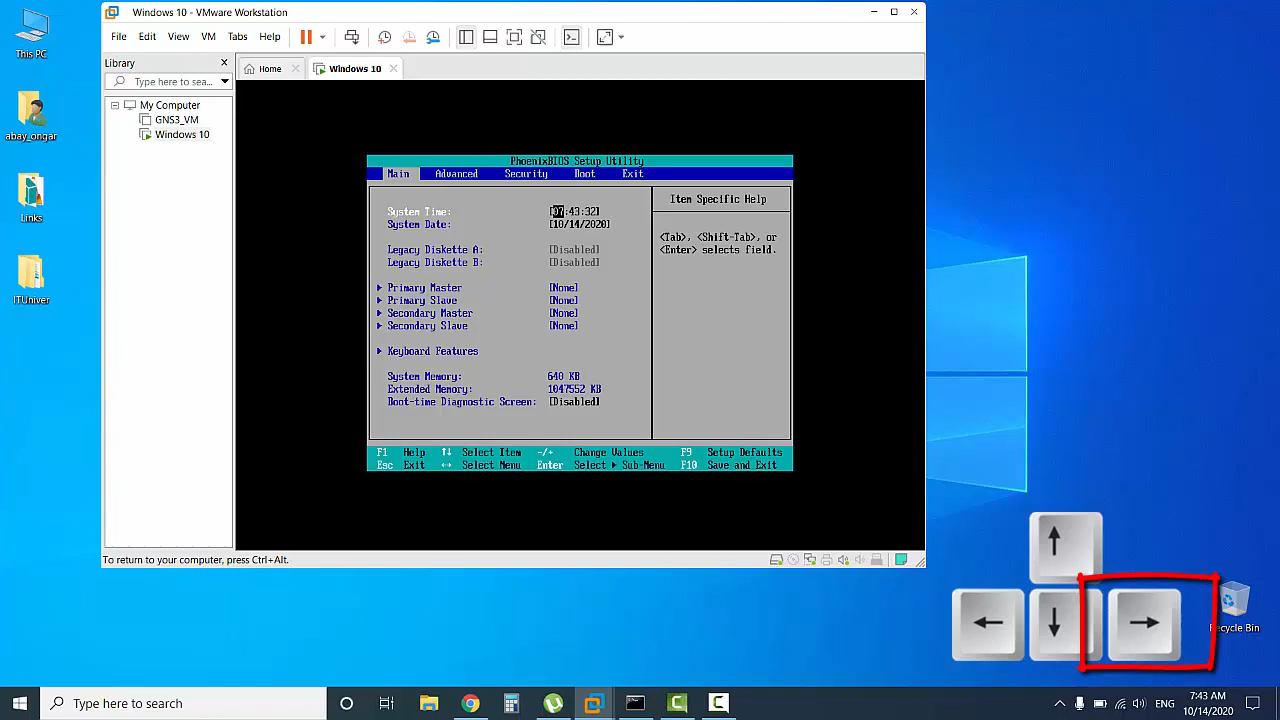 This PC
abay_ongar
Links
ITUniver
Recycle Bin
Windows 10 - VMware Workstation
File Edit View VM Tabs Help
Library
Type here to sea...
My Computer
GNS3_VM
Windows 10
Home
Windows 10
PhoenixBIOS Setup Utility
Main Advanced Security Boot Exit
System Time: [07:43:32]
System Date: [10/14/2020]
Legacy Diskette A: [Disabled]
Legacy Diskette B: [Disabled]
Primary Master [None]
Primary Slave [None]
Secondary Master [None]
Secondary Slave [None]
Keyboard Features
System Memory: 640 KB
Extended Memory: 1047552 KB
Boot-time Diagnostic Screen: [Disabled]
Item Specific Help
<Tab>, <Shift-Tab>, or
<Enter> selects field.
F1 Help ↑↓ Select Item -/+ Change Values F9 Setup Defaults
Esc Exit ↔ Select Menu Enter Select ▶ Sub-Menu F10 Save and Exit
To return to your computer, press Ctrl+Alt.
Type here to search
ENG
7:43 AM
10/14/2020